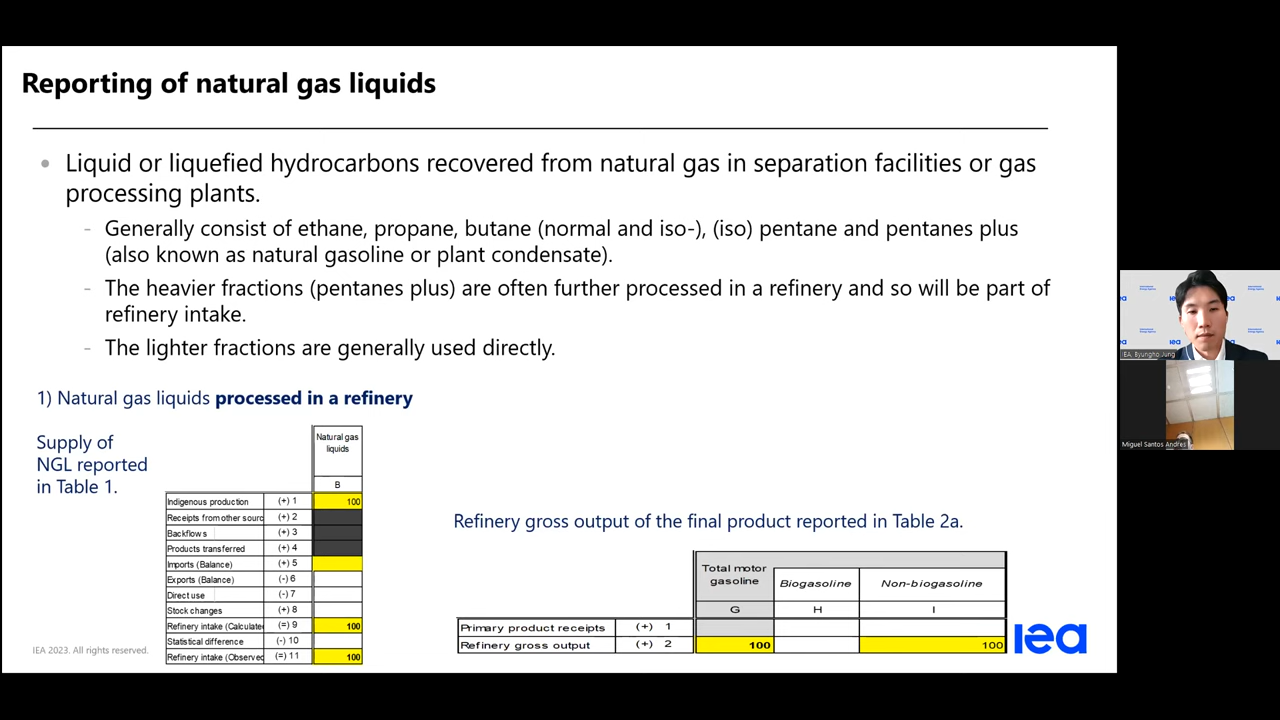 Reporting of natural gas liquids
Liquid or liquefied hydrocarbons recovered from natural gas in separation facilities or gas
processing plants.
- Generally consist of ethane, propane, butane (normal and iso-), (iso) pentane and pentanes plus
(also known as natural gasoline or plant condensate).
- The heavier fractions (pentanes plus) are often further processed in a refinery and so will be part of
refinery intake.
- The lighter fractions are generally used directly.
1) Natural gas liquids processed in a refinery
Supply of
NGL reported
in Table 1.
Natural gas
liquids
B
Indigenous production (+) 1 100
Receipts from other sourc (+) 2
Backflows (+) 3
Products transferred (+) 4
Imports (Balance) (+) 5
Exports (Balance) (-) 6
Direct use (-) 7
Stock changes (+) 8
Refinery intake (Calculate (=) 9 100
Statistical difference (-) 10
Refinery intake (Observed (=) 11 100
Refinery gross output of the final product reported in Table 2a.
Total motor
gasoline Biogasoline Non-biogasoline
G H I
Primary product receipts (+) 1
Refinery gross output (+) 2 100 100
IEA 2023. All rights reserved.
iea
iea
IEA, Byungho Jung
Miguel Santos Andres